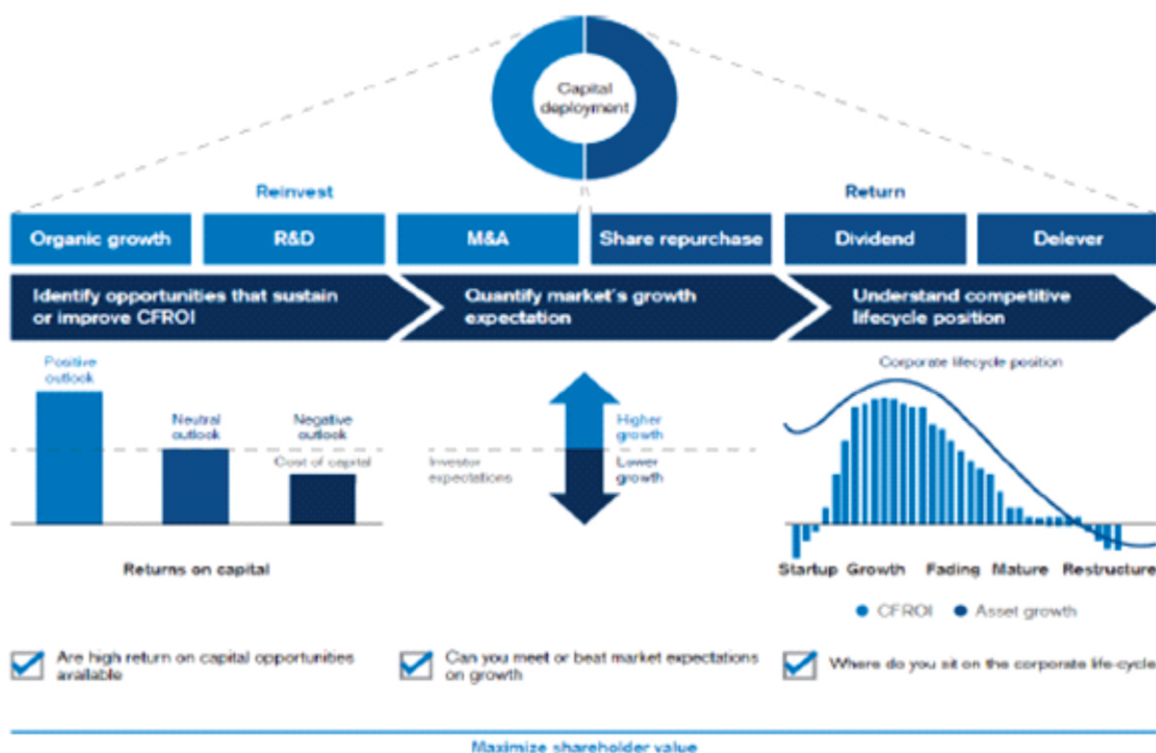 Capital
deployment
Reinvest
Return
Organic growth
R&D
M&A
Share repurchase
Dividend
Delever
Identify opportunities that sustain
or improve CFROI
Quantify market's growth
expectation
Understand competitive
lifecycle position
Positive
outlook
Neutral
outlook
Negative
outlook
Cost of capital
Returns on capital
Investor
expectations
Higher
growth
Lower
growth
Corporate lifecycle position
Startup Growth Fading Mature Restructure
CFROI
Asset growth
Are high return on capital opportunities
available
Can you meet or beat market expectations
on growth
Where do you sit on the corporate life-cycle
Maximize shareholder value